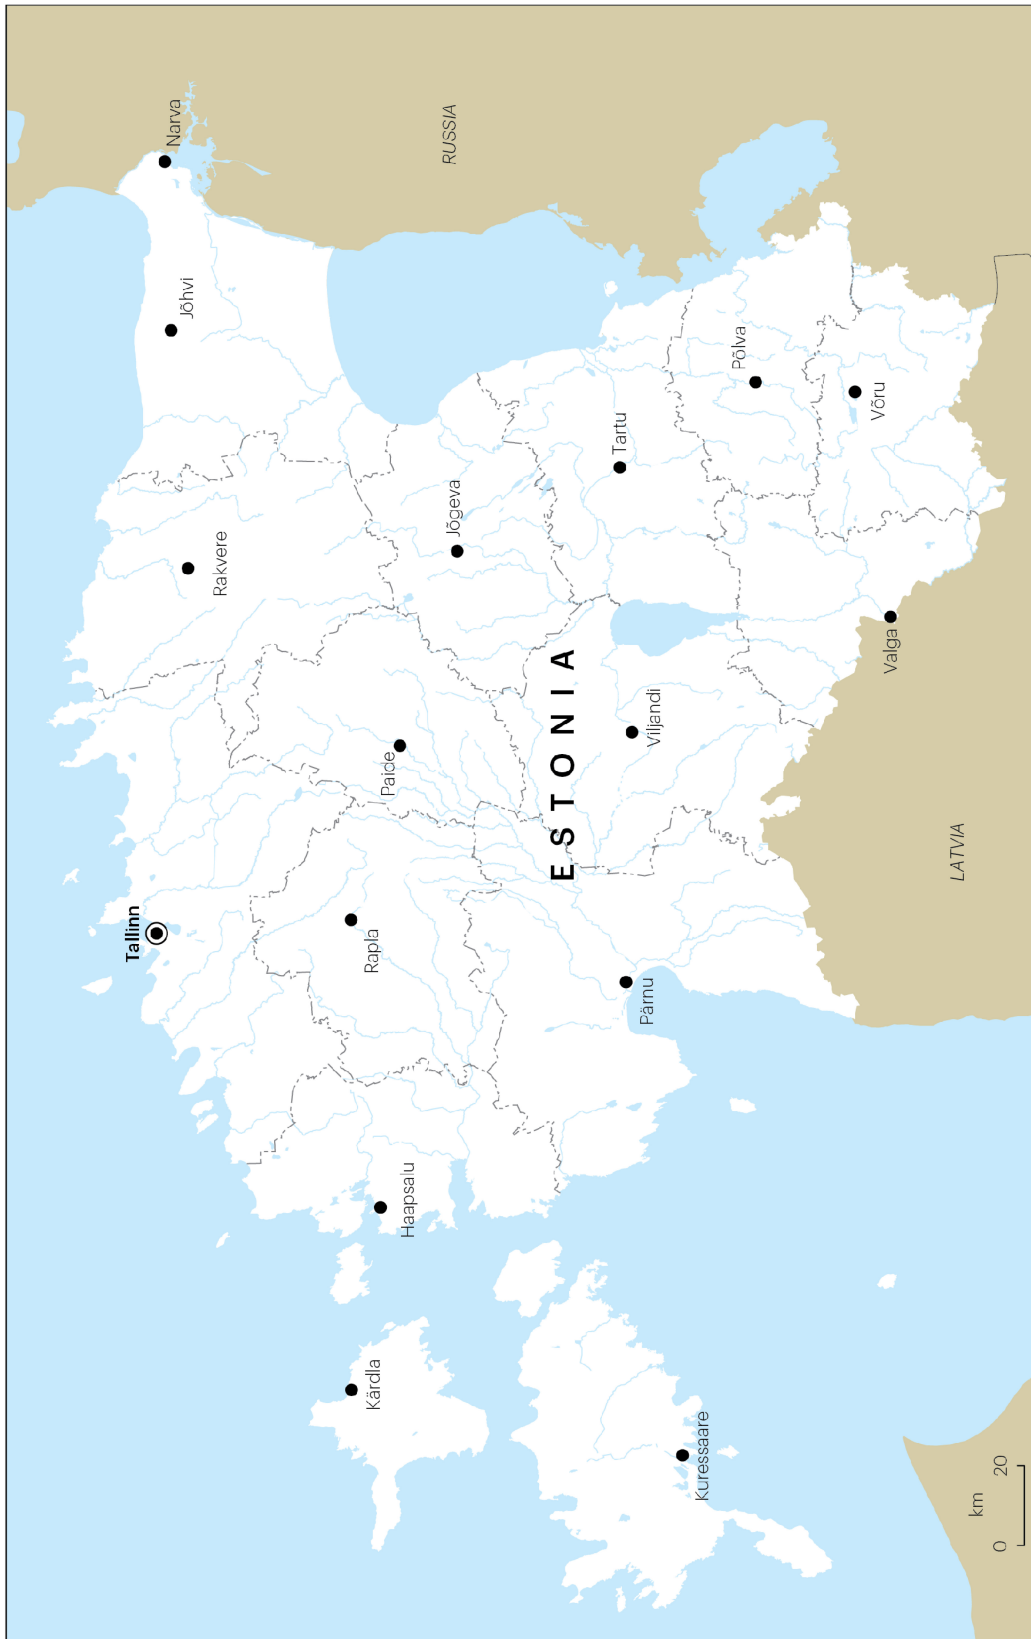 Tallinn
Narva
Jõhvi
Rakvere
RUSSIA
Kärdla
Haapsalu
Rapla
Paide
Jõgeva
ESTONIA
Kuressaare
Pärnu
Viljandi
Tartu
Põlva
Valga
Võru
LATVIA
km
0 20